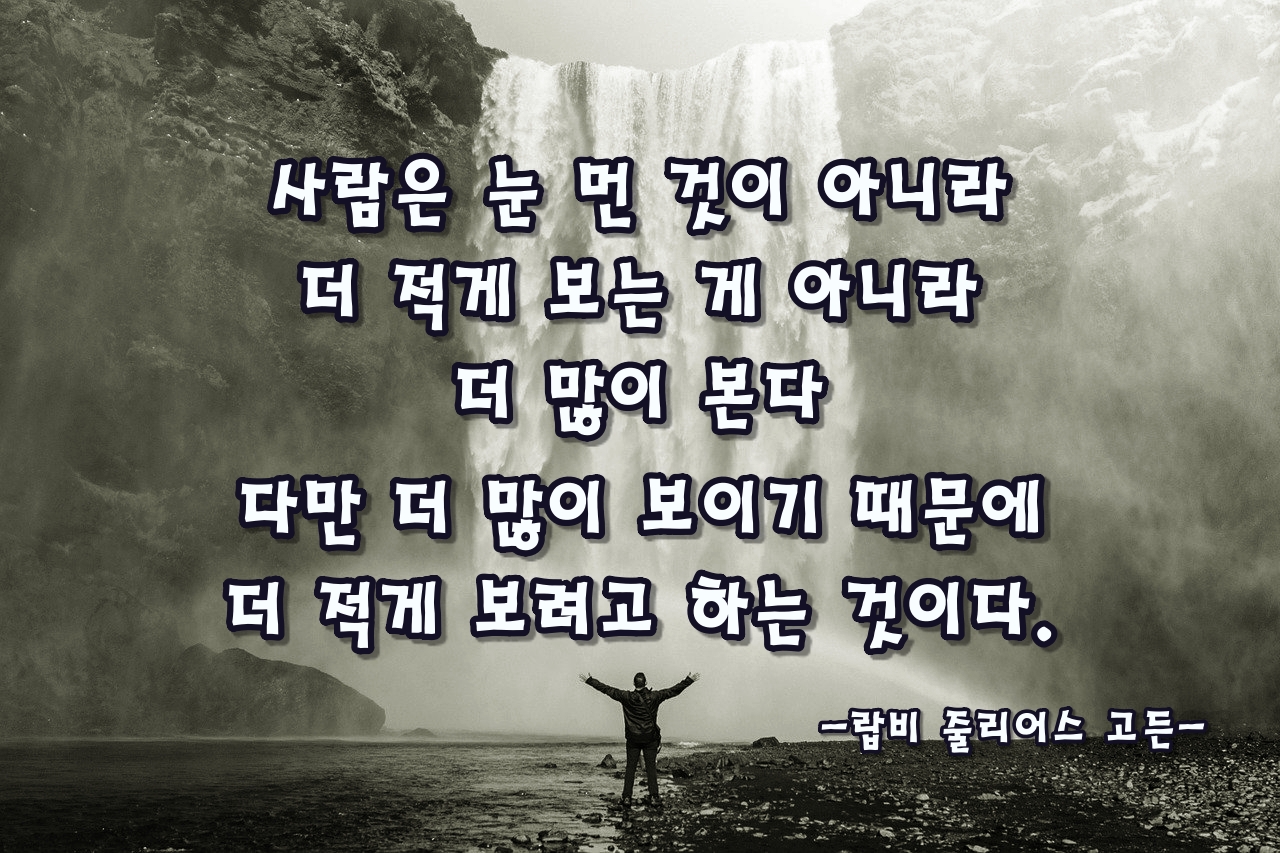 사람은 눈 먼 것이 아니라
더 적게 보는 게 아니라
더 많이 본다
다만 더 많이 보이기 때문에
더 적게 보려고 하는 것이다.
-랍비 줄리어스 고든-